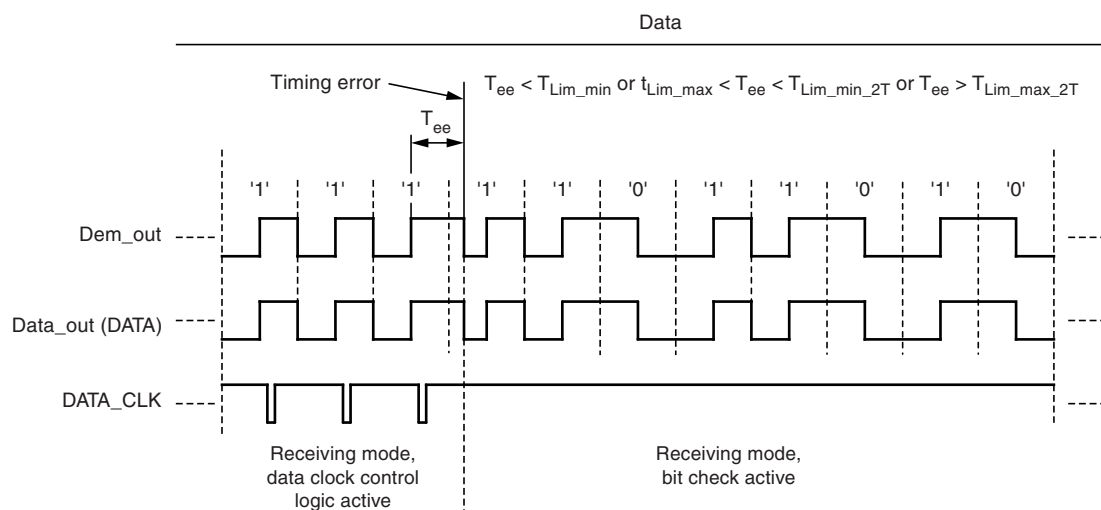 Data
Timing error
T_ee < T_Lim_min or t_Lim_max < T_ee < T_Lim_min_2T or T_ee > T_Lim_max_2T
T_ee
'1' '1' '1' '1' '1' '0' '1' '1' '0' '1' '0'
Dem_out
Data_out (DATA)
DATA_CLK
Receiving mode,
data clock control
logic active
Receiving mode,
bit check active